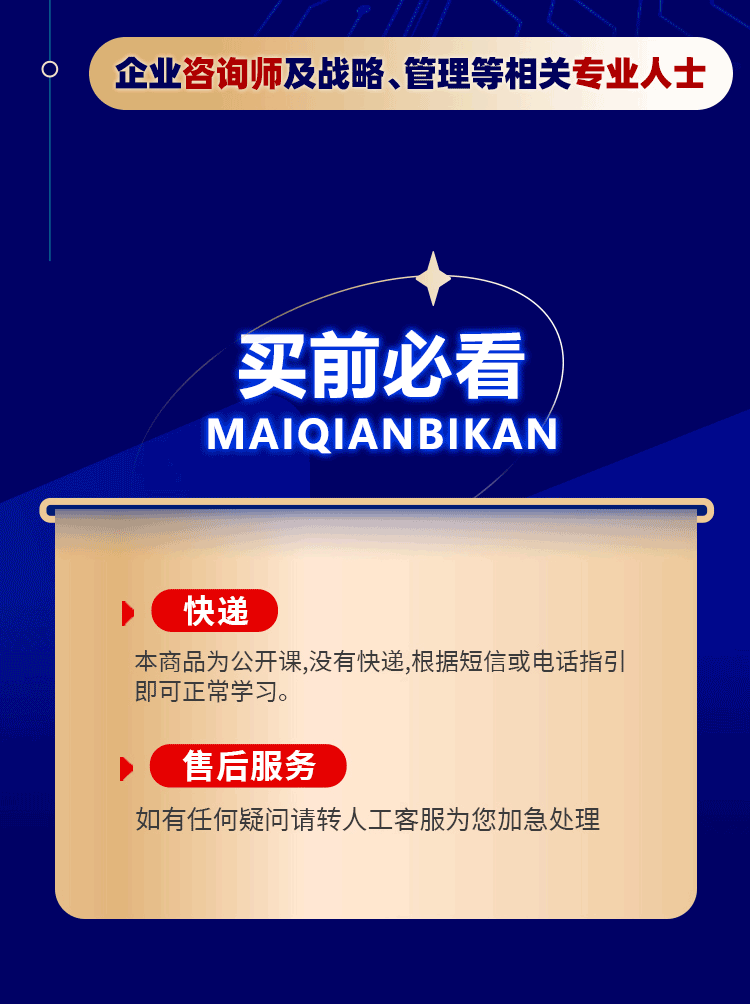 企业咨询师及战略、管理等相关专业人士
买前必看
MAIQIANBIKAN
快递
本商品为公开课,没有快递,根据短信或电话指引
即可正常学习。
售后服务
如有任何疑问请转人工客服为您加急处理